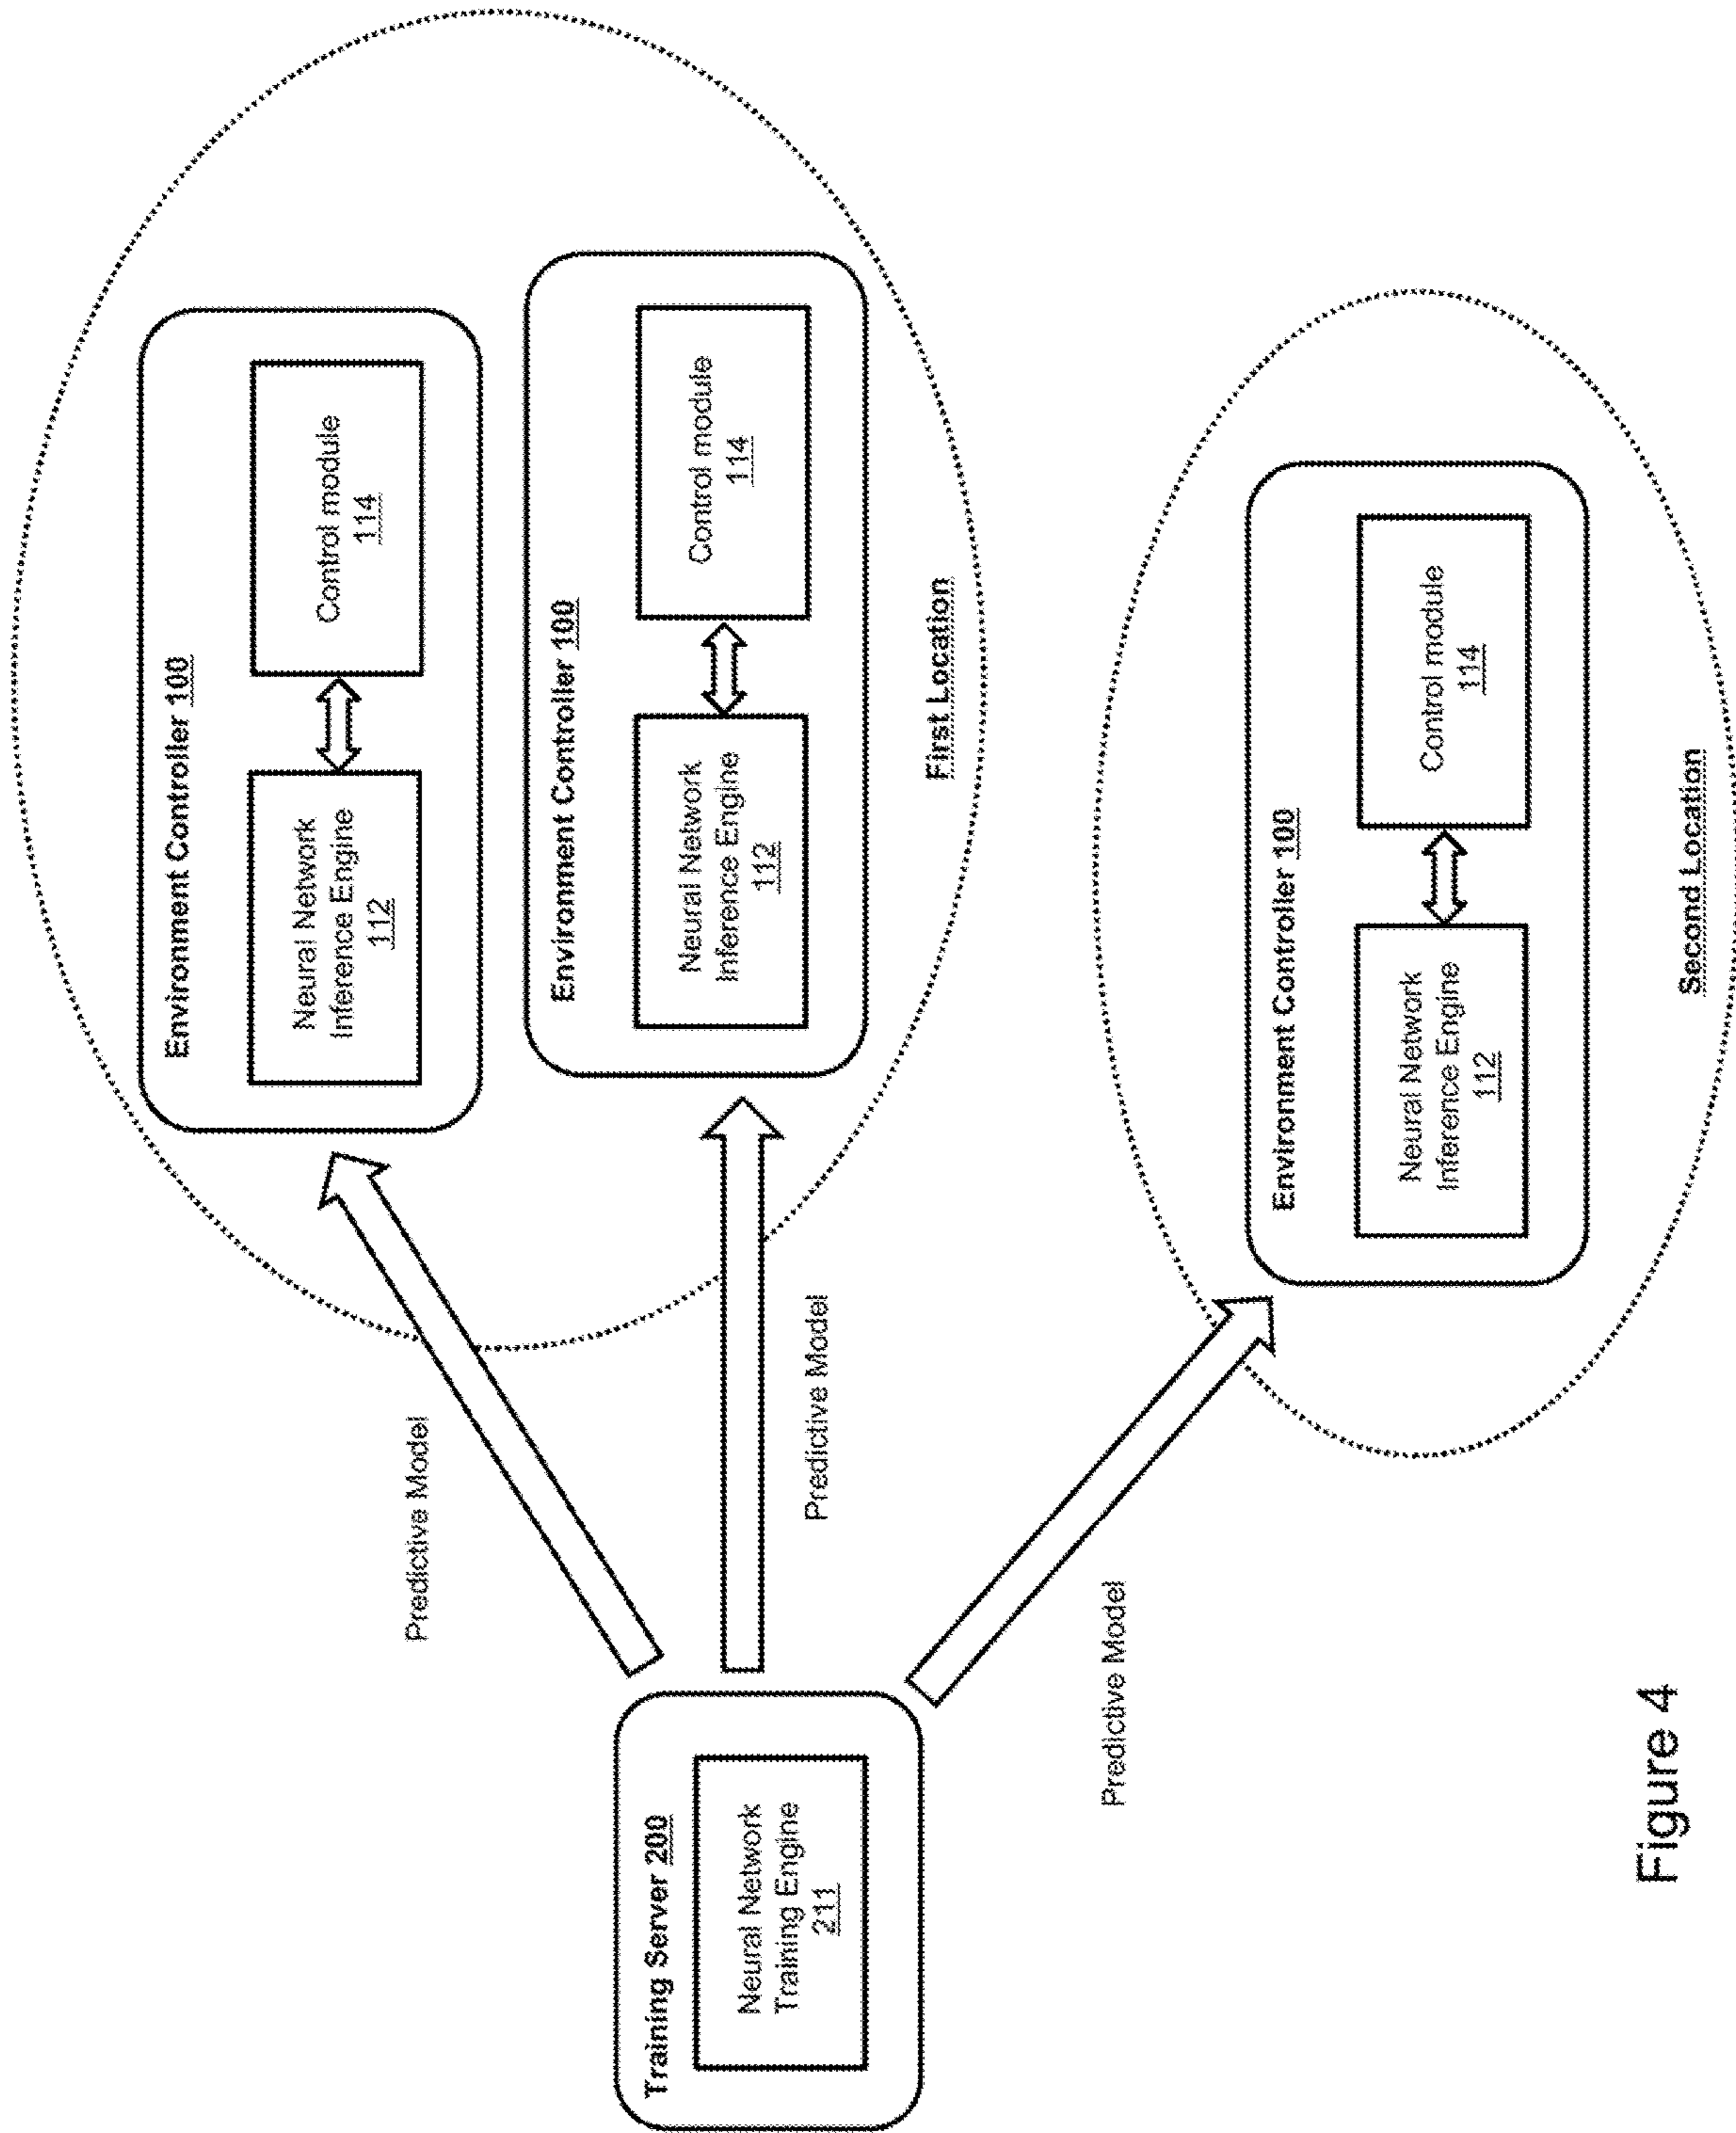 Training Server 200
Neural Network
Training Engine
211
Predictive Model
Predictive Model
Predictive Model
Environment Controller 100
Neural Network
Inference Engine
112
Control module
114
Environment Controller 100
Neural Network
Inference Engine
112
Control module
114
First Location
Environment Controller 100
Neural Network
Inference Engine
112
Control module
114
Second Location
Figure 4